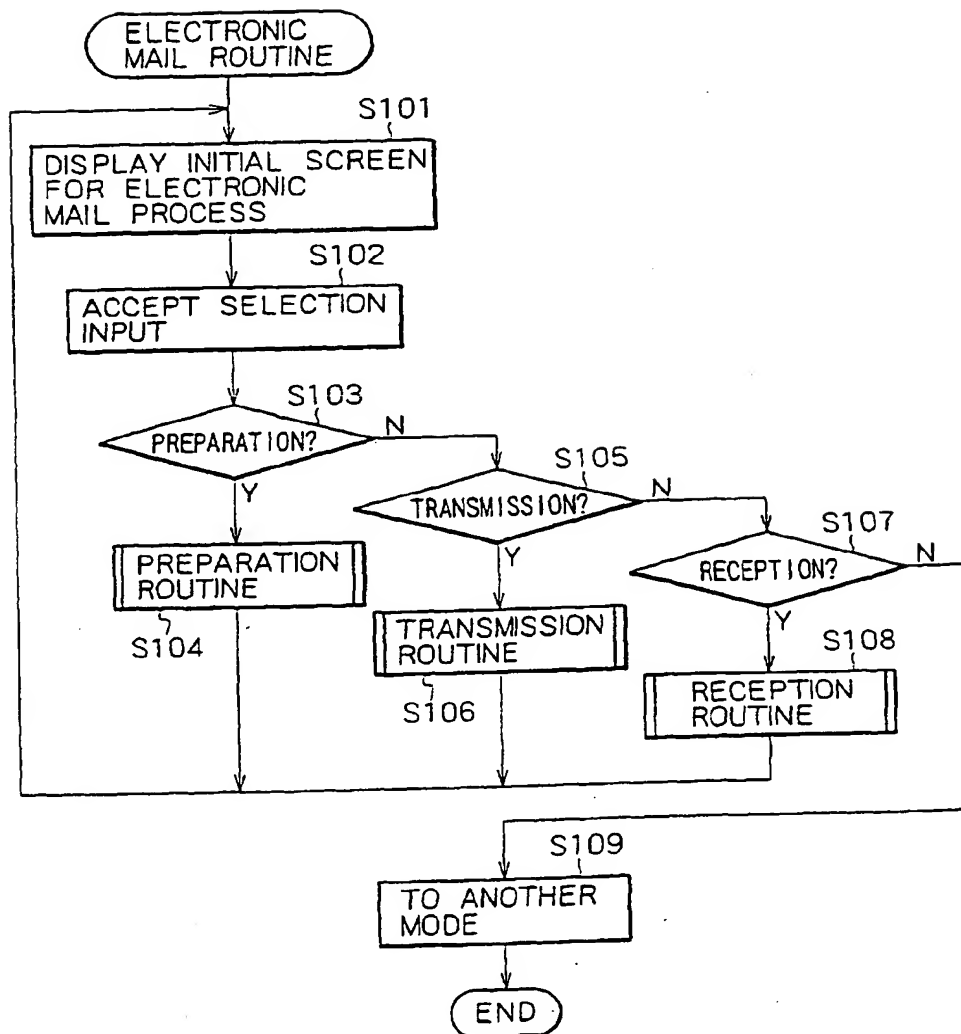 ELECTRONIC
MAIL ROUTINE
S101
DISPLAY INITIAL SCREEN
FOR ELECTRONIC
MAIL PROCESS
S102
ACCEPT SELECTION
INPUT
S103
PREPARATION?
N
Y
PREPARATION
ROUTINE
S104
S105
TRANSMISSION?
N
Y
TRANSMISSION
ROUTINE
S106
S107
RECEPTION?
N
Y
S108
RECEPTION
ROUTINE
S109
TO ANOTHER
MODE
END